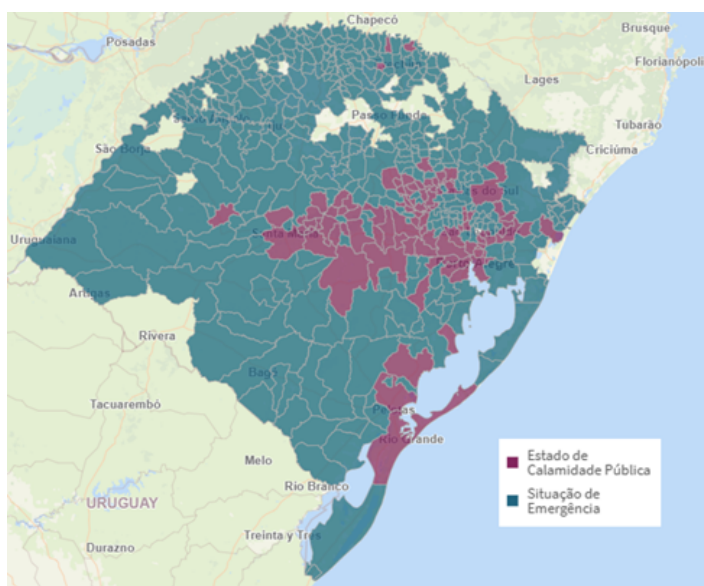 Chapecó
Brusque
Posadas
Florianópoli
Lages
Tubarão
Passo Fundo
Criciúma
São Borja
Santa Maria
Uruguaiana
Porto Alegre
Artigas
Rivera
Bagé
Tacuarembó
Pelotas
Rio Grande
Melo
Estado de
Calamidade Pública
Río Branco
Situação de
Emergência
URUGUAY
Treinta y Tres
Durazno